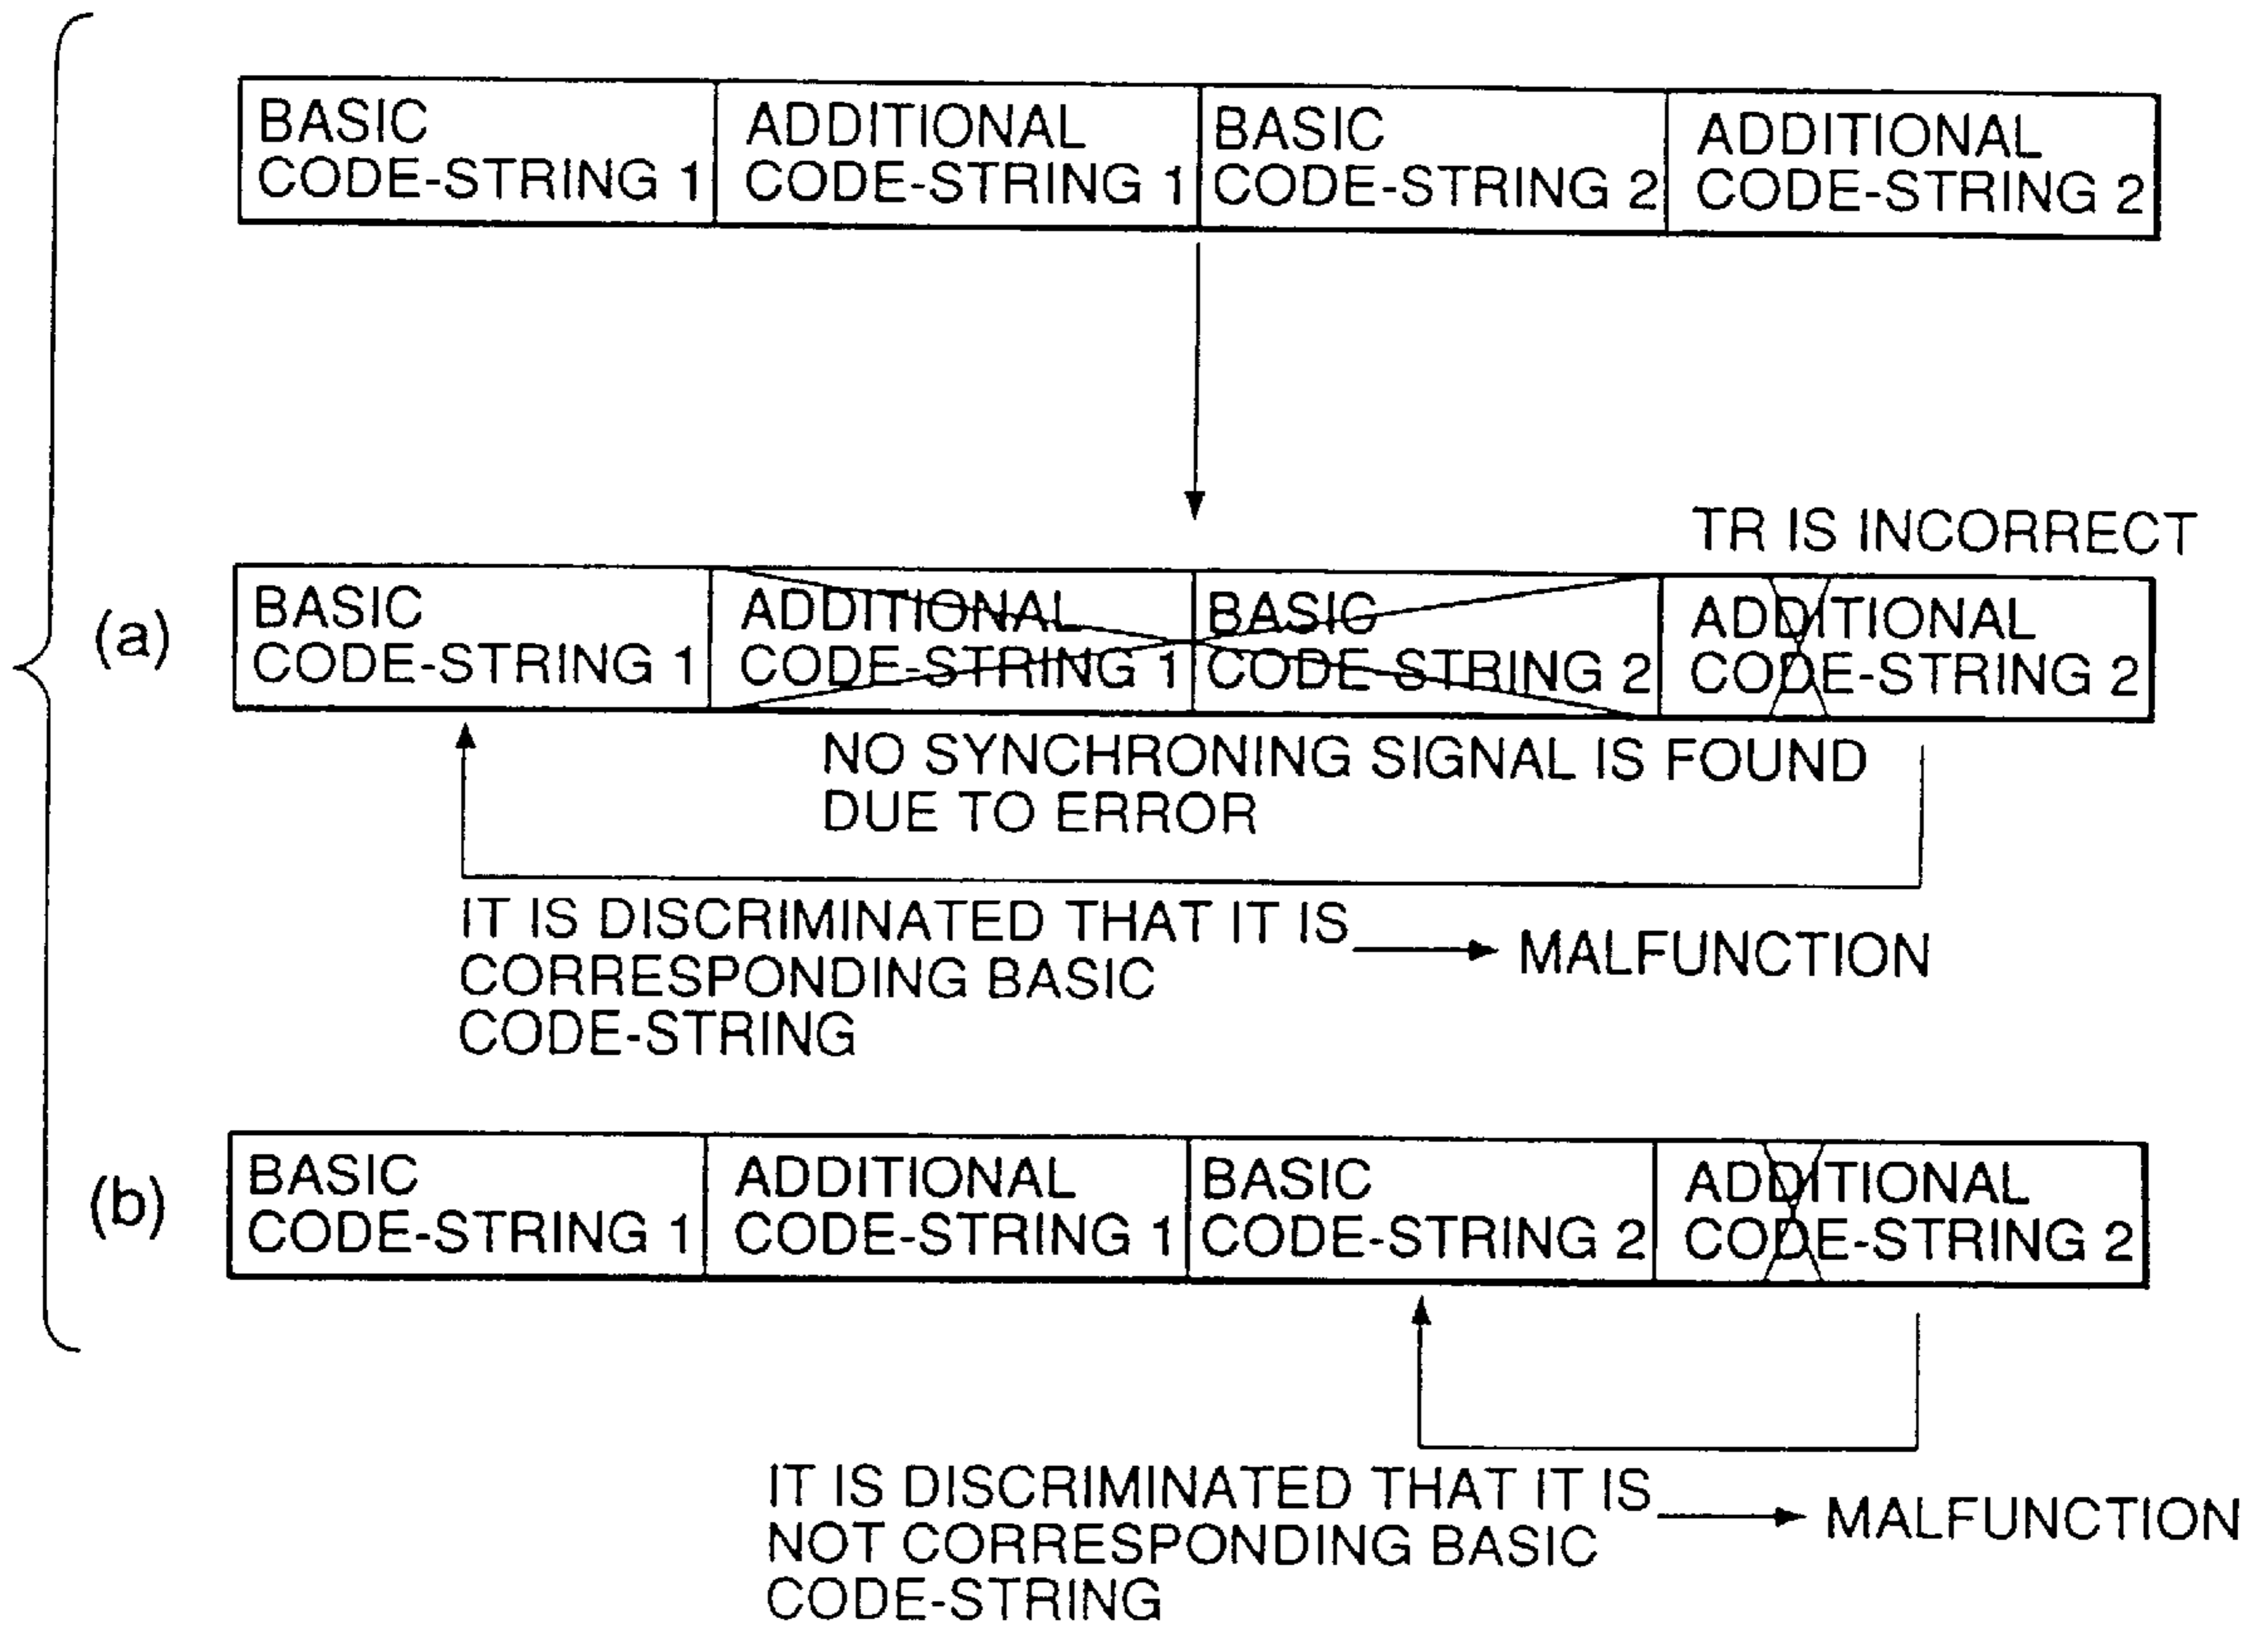 BASIC
CODE-STRING 1
ADDITIONAL
CODE-STRING 1
BASIC
CODE-STRING 2
ADDITIONAL
CODE-STRING 2
TR IS INCORRECT
(a)
BASIC
CODE-STRING 1
ADDITIONAL
CODE-STRING 1
BASIC
CODE-STRING 2
ADDITIONAL
CODE-STRING 2
NO SYNCHRONING SIGNAL IS FOUND
DUE TO ERROR
IT IS DISCRIMINATED THAT IT IS
CORRESPONDING BASIC
CODE-STRING
MALFUNCTION
(b)
BASIC
CODE-STRING 1
ADDITIONAL
CODE-STRING 1
BASIC
CODE-STRING 2
ADDITIONAL
CODE-STRING 2
IT IS DISCRIMINATED THAT IT IS
NOT CORRESPONDING BASIC
CODE-STRING
MALFUNCTION